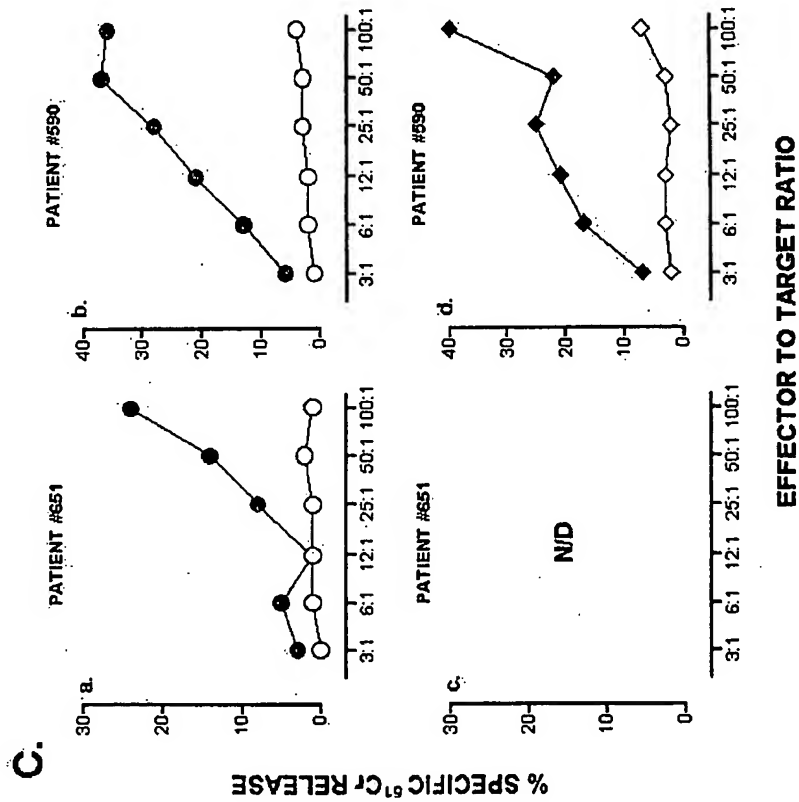 C.
% SPECIFIC ⁵¹Cr RELEASE
a.
PATIENT #651
30
20
10
0
3:1 6:1 12:1 25:1 50:1 100:1
b.
PATIENT #590
40
30
20
10
0
3:1 6:1 12:1 25:1 50:1 100:1
c.
PATIENT #651
30
20
10
0
N/D
3:1 6:1 12:1 25:1 50:1 100:1
d.
PATIENT #590
40
30
20
10
0
3:1 6:1 12:1 25:1 50:1 100:1
EFFECTOR TO TARGET RATIO